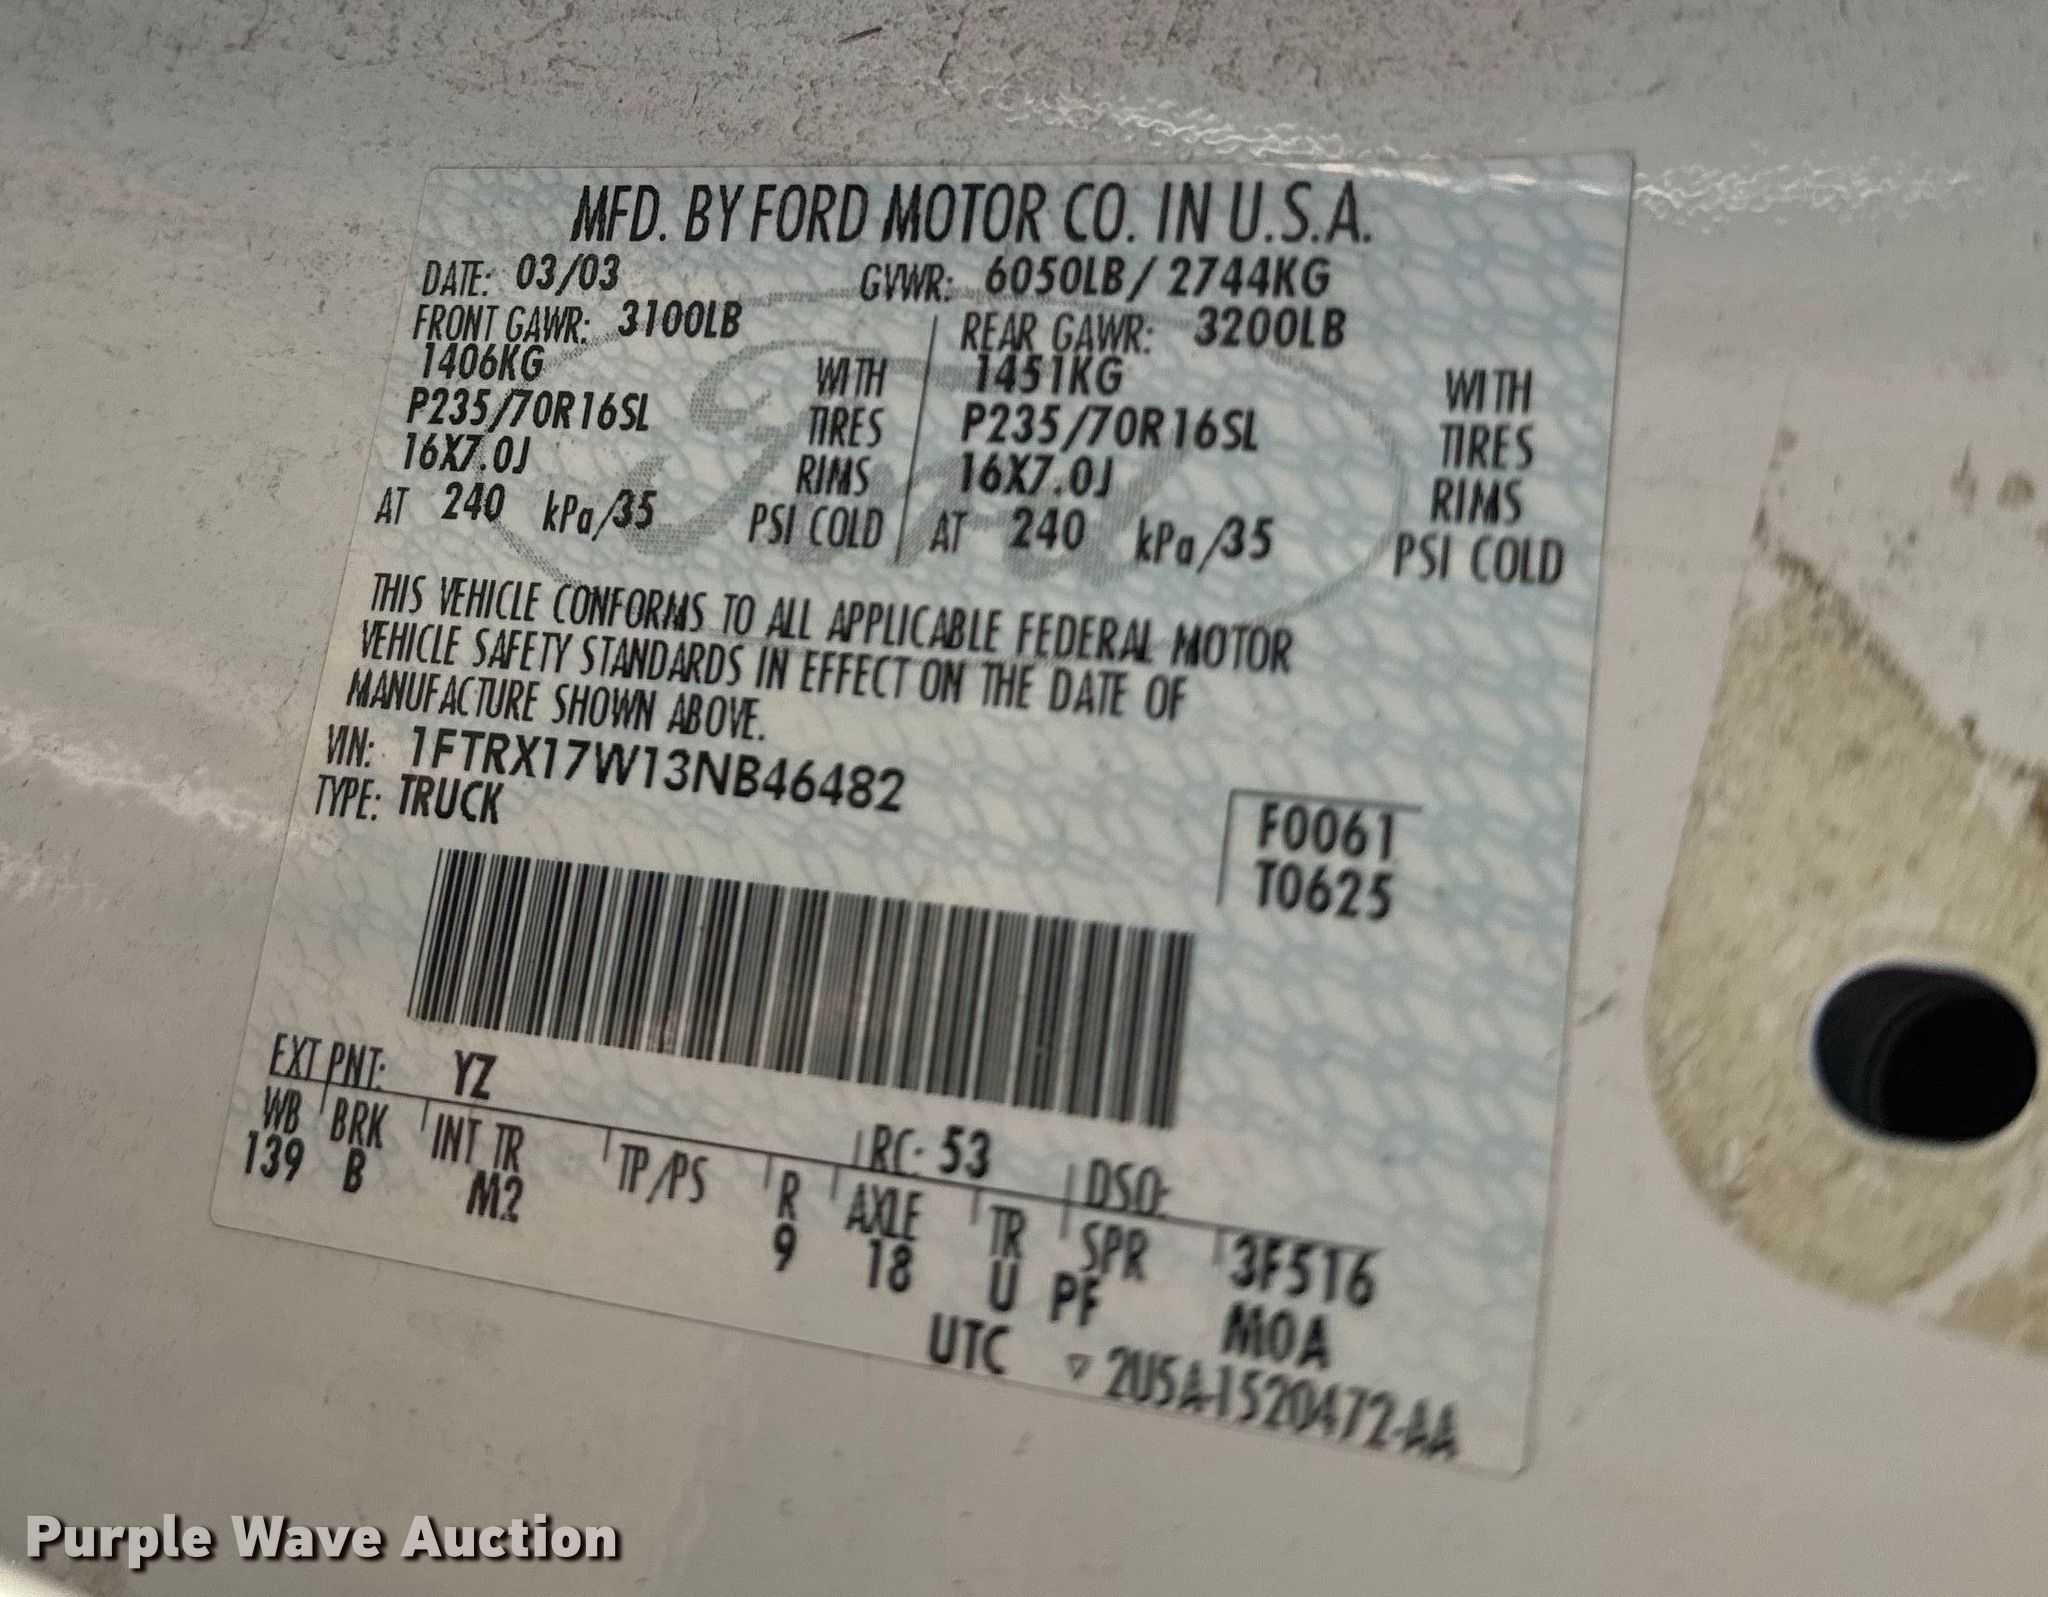 MFD. BY FORD MOTOR CO. IN U.S.A.
DATE: 03/03 GVWR: 6050LB / 2744KG
FRONT GAWR: 3100LB REAR GAWR: 3200LB
1406KG WITH 1451KG WITH
P235/70R16SL TIRES P235/70R16SL TIRES
16X7.0J RIMS 16X7.0J RIMS
AT 240 kPa/35 PSI COLD AT 240 kPa/35 PSI COLD
THIS VEHICLE CONFORMS TO ALL APPLICABLE FEDERAL MOTOR
VEHICLE SAFETY STANDARDS IN EFFECT ON THE DATE OF
MANUFACTURE SHOWN ABOVE.
VIN: 1FTRX17W13NB46482
TYPE: TRUCK
F0061
T0625
EXT PNT: YZ RC: 53 DSO:
WB BRK INT TR TP/PS R AXLE TR SPR 3F5T6
139 B M2 9 18 U PF M0A
UTC ▽ 2U5A-1520472-AA
Purple Wave Auction